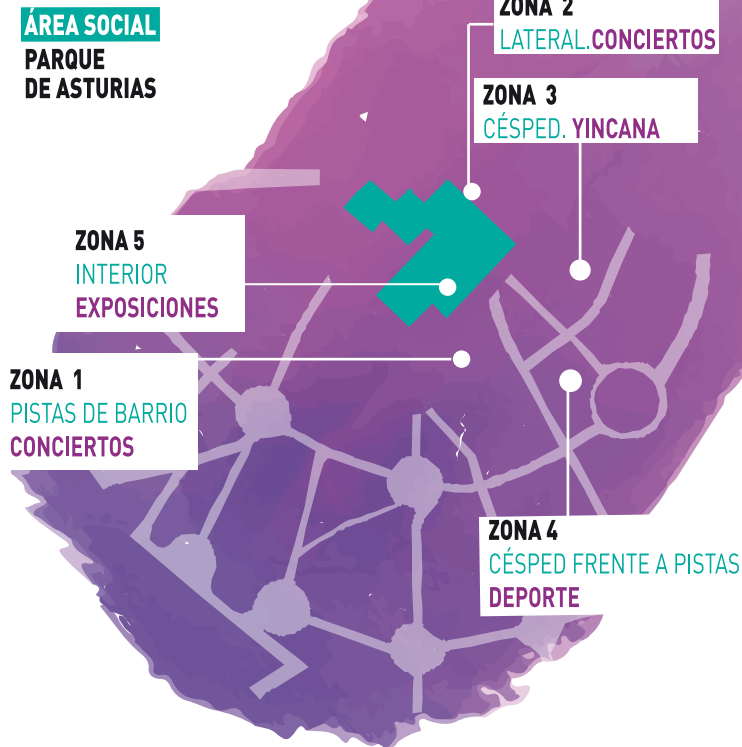 ÁREA SOCIAL
PARQUE
DE ASTURIAS
ZONA 2
LATERAL.CONCIERTOS
ZONA 3
CÉSPED. YINCANA
ZONA 5
INTERIOR
EXPOSICIONES
ZONA 1
PISTAS DE BARRIO
CONCIERTOS
ZONA 4
CÉSPED FRENTE A PISTAS
DEPORTE